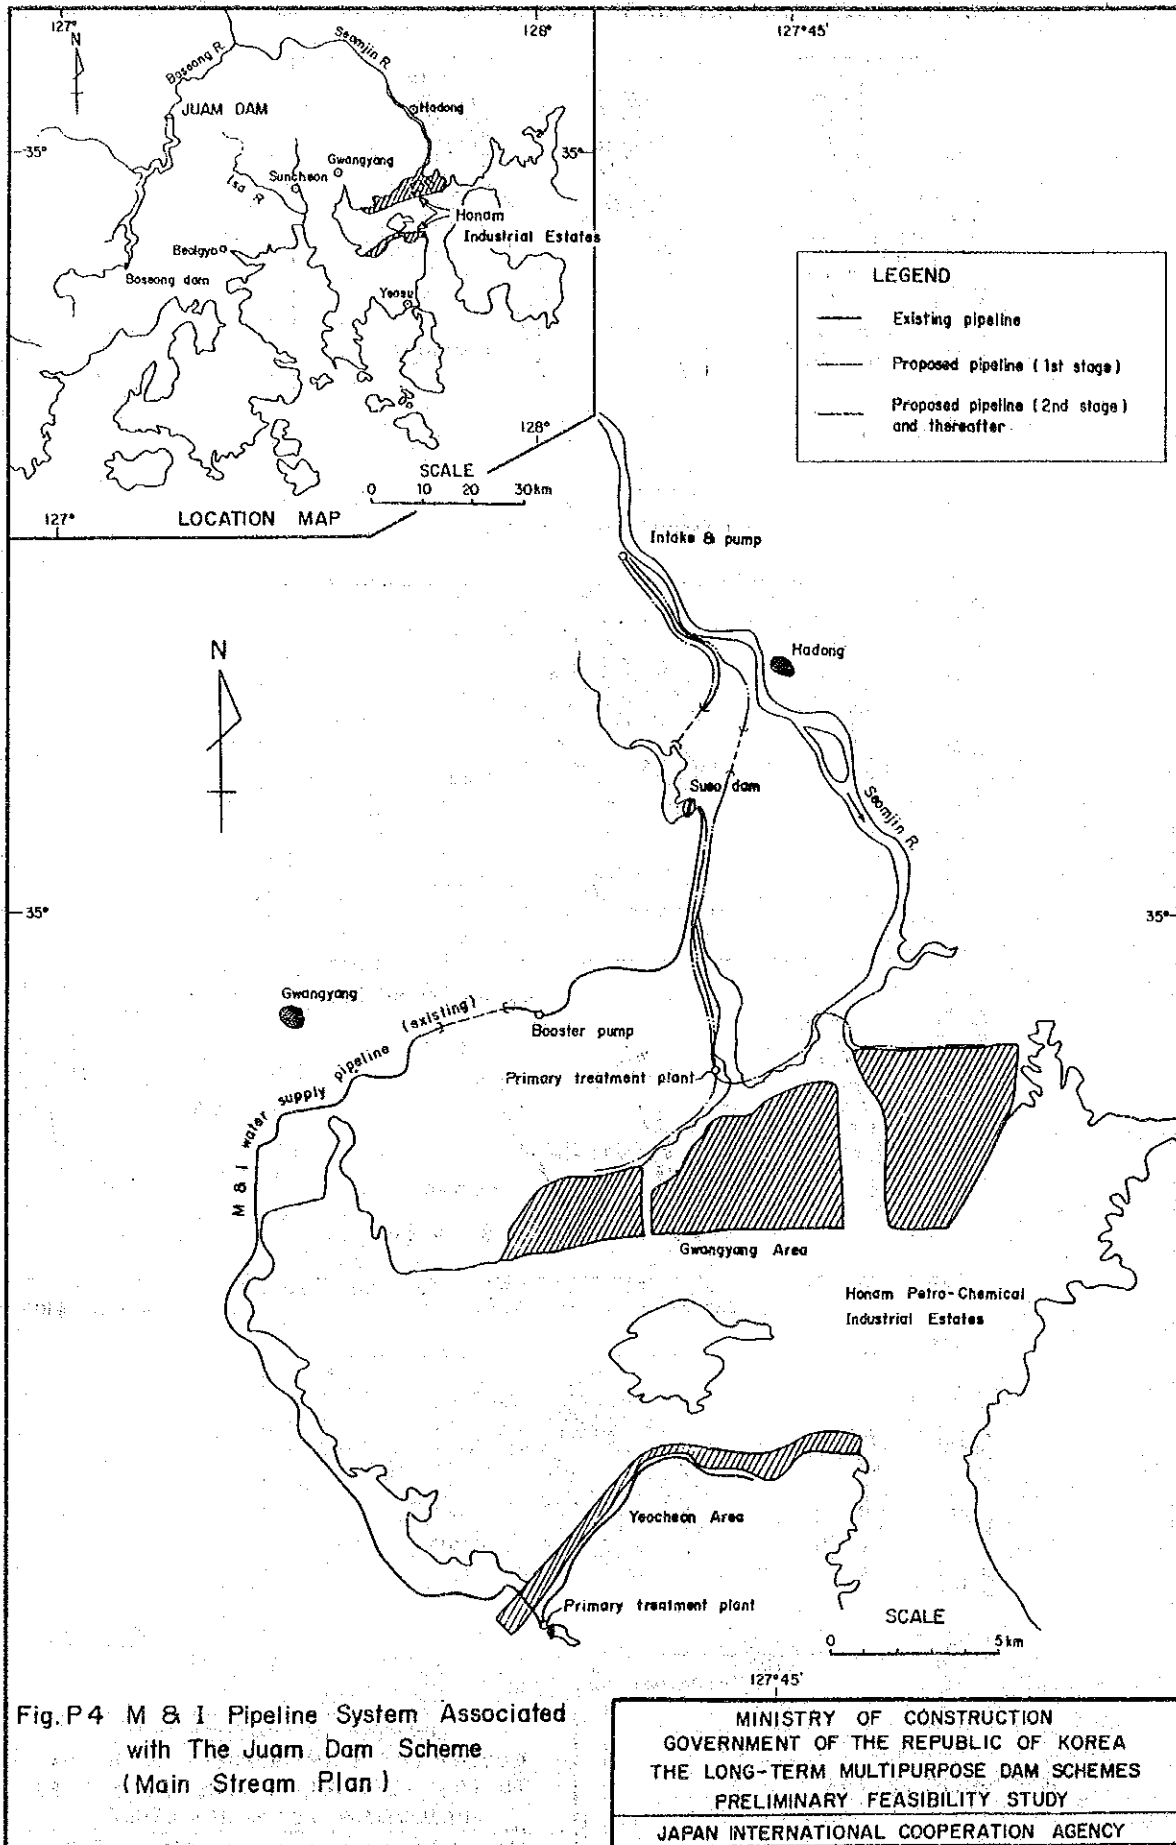 127°
128°
127°45'
N
Boseong R.
Seomjin R.
JUAM DAM
Hadong
35°
35°
Gwangyang
Suncheon
Isa R.
Honam
Industrial Estates
Beolgyo
Boseong dam
Yeosu
128°
SCALE
0 10 20 30km
127°
LOCATION MAP
LEGEND
Existing pipeline
Proposed pipeline (1st stage)
Proposed pipeline (2nd stage)
and thereafter
Intake & pump
N
Hadong
Sueo dam
Seomjin R.
35°
35°
Gwangyang
M & I water supply pipeline (existing)
Booster pump
Primary treatment plant
Gwangyang Area
Honam Petro-Chemical
Industrial Estates
Yeocheon Area
Primary treatment plant
SCALE
0 5km
127°45'
Fig. P4 M & I Pipeline System Associated
with The Juam Dam Scheme
(Main Stream Plan)
MINISTRY OF CONSTRUCTION
GOVERNMENT OF THE REPUBLIC OF KOREA
THE LONG-TERM MULTIPURPOSE DAM SCHEMES
PRELIMINARY FEASIBILITY STUDY
JAPAN INTERNATIONAL COOPERATION AGENCY